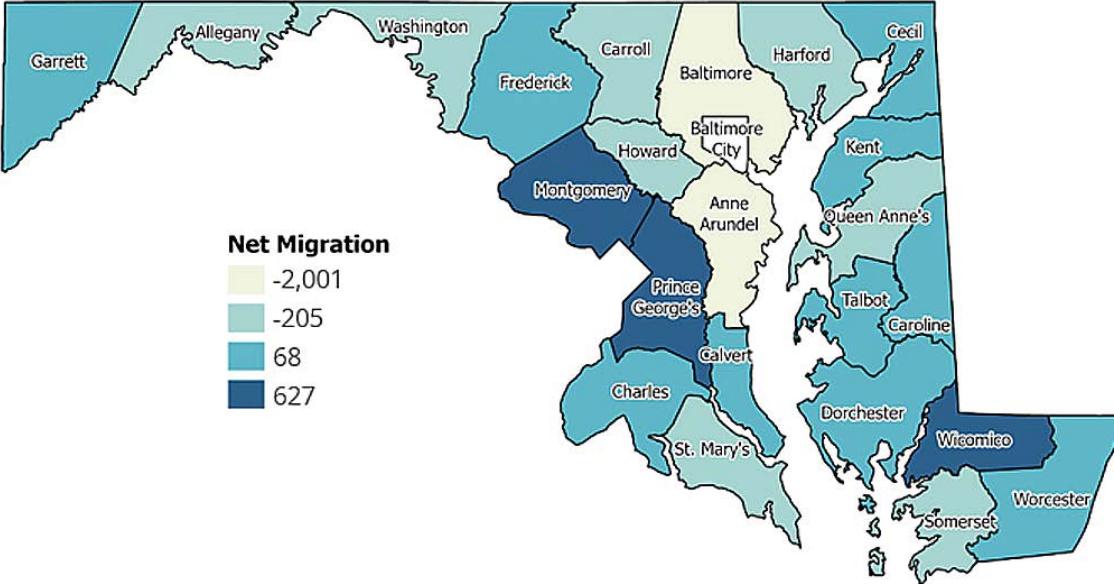 Garrett
Allegany
Washington
Frederick
Carroll
Baltimore
Harford
Cecil
Baltimore
City
Howard
Kent
Montgomery
Anne
Arundel
Queen Anne's
Net Migration
-2,001
-205
68
627
Prince
George's
Talbot
Caroline
Calvert
Charles
Dorchester
St. Mary's
Wicomico
Worcester
Somerset